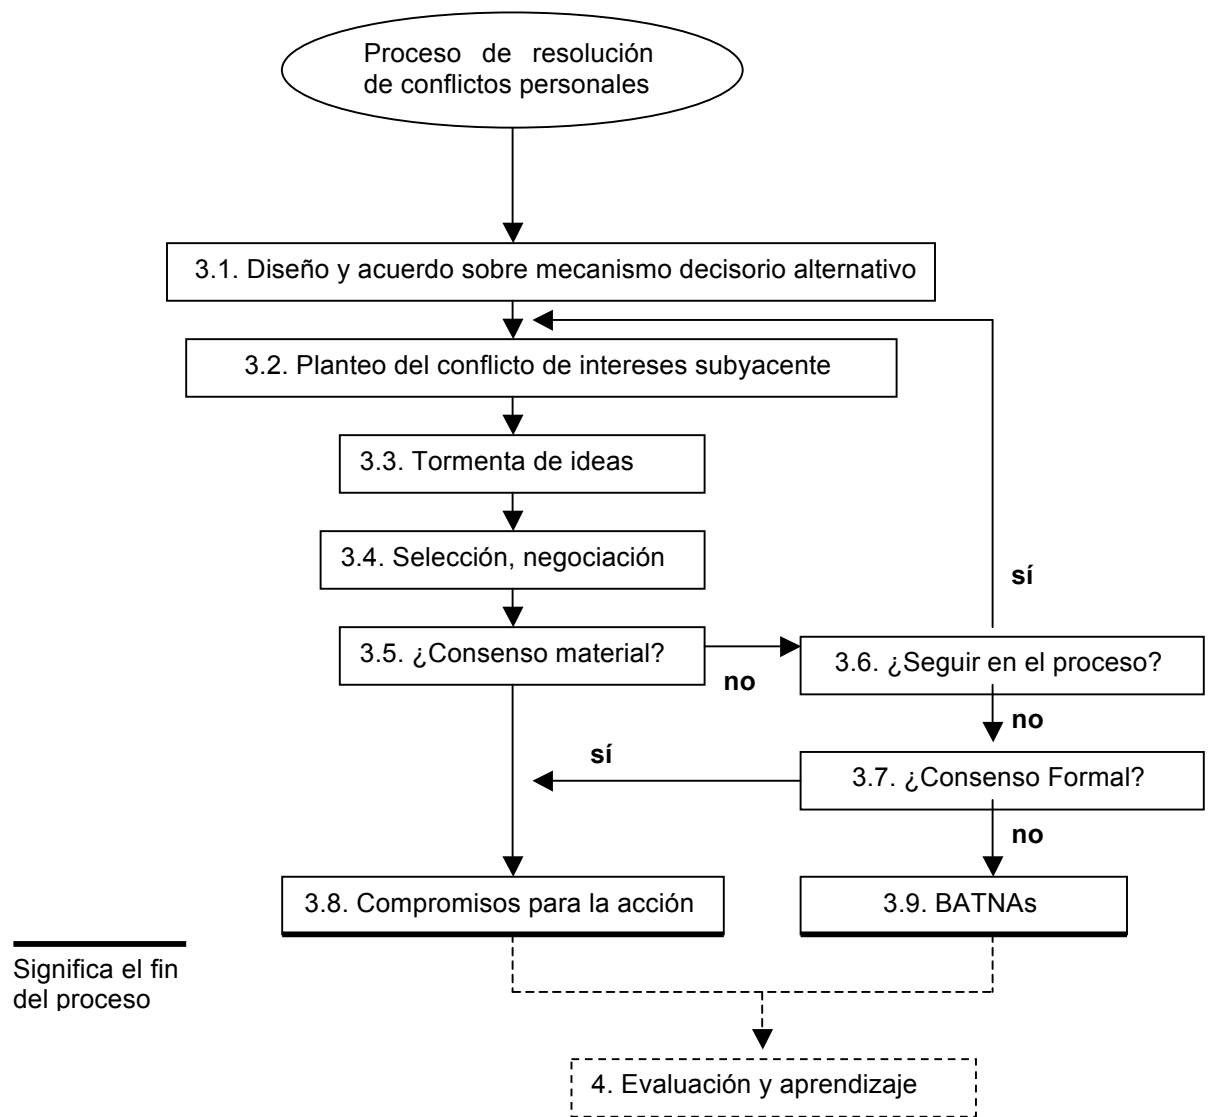 Proceso de resolución
de conflictos personales
3.1. Diseño y acuerdo sobre mecanismo decisorio alternativo
3.2. Planteo del conflicto de intereses subyacente
3.3. Tormenta de ideas
3.4. Selección, negociación
sí
3.5. ¿Consenso material?
no
3.6. ¿Seguir en el proceso?
no
sí
3.7. ¿Consenso Formal?
no
3.8. Compromisos para la acción
3.9. BATNAs
Significa el fin
del proceso
4. Evaluación y aprendizaje